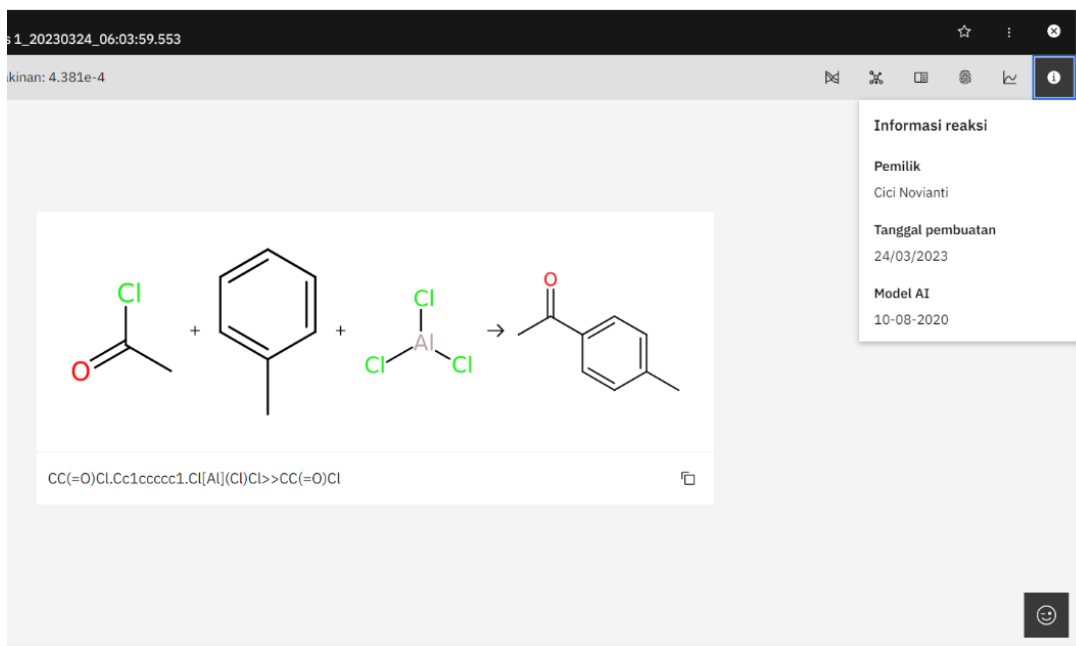 s 1_20230324_06:03:59.553
kinan: 4.381e-4
Informasi reaksi
Pemilik
Cici Novianti
Tanggal pembuatan
24/03/2023
Model AI
10-08-2020
Cl
O
+
+
Cl
Al
Cl
Cl
→
O
CC(=O)Cl.Cc1ccccc1.Cl[Al](Cl)Cl>>CC(=O)Cl